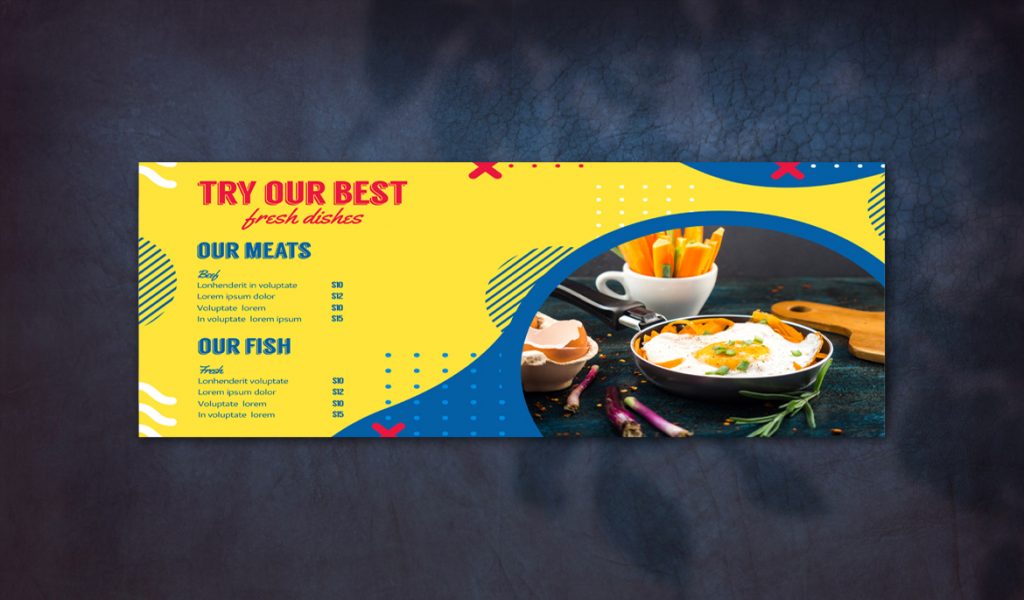 TRY OUR BEST
fresh dishes
OUR MEATS
Beef
Lonhenderit in voluptate $10
Lorem ipsum dolor $12
Voluptate lorem $10
In voluptate lorem ipsum $15
OUR FISH
Fresh
Lonhenderit voluptate $10
Lorem ipsum dolor $12
Voluptate lorem $10
In voluptate lorem $15